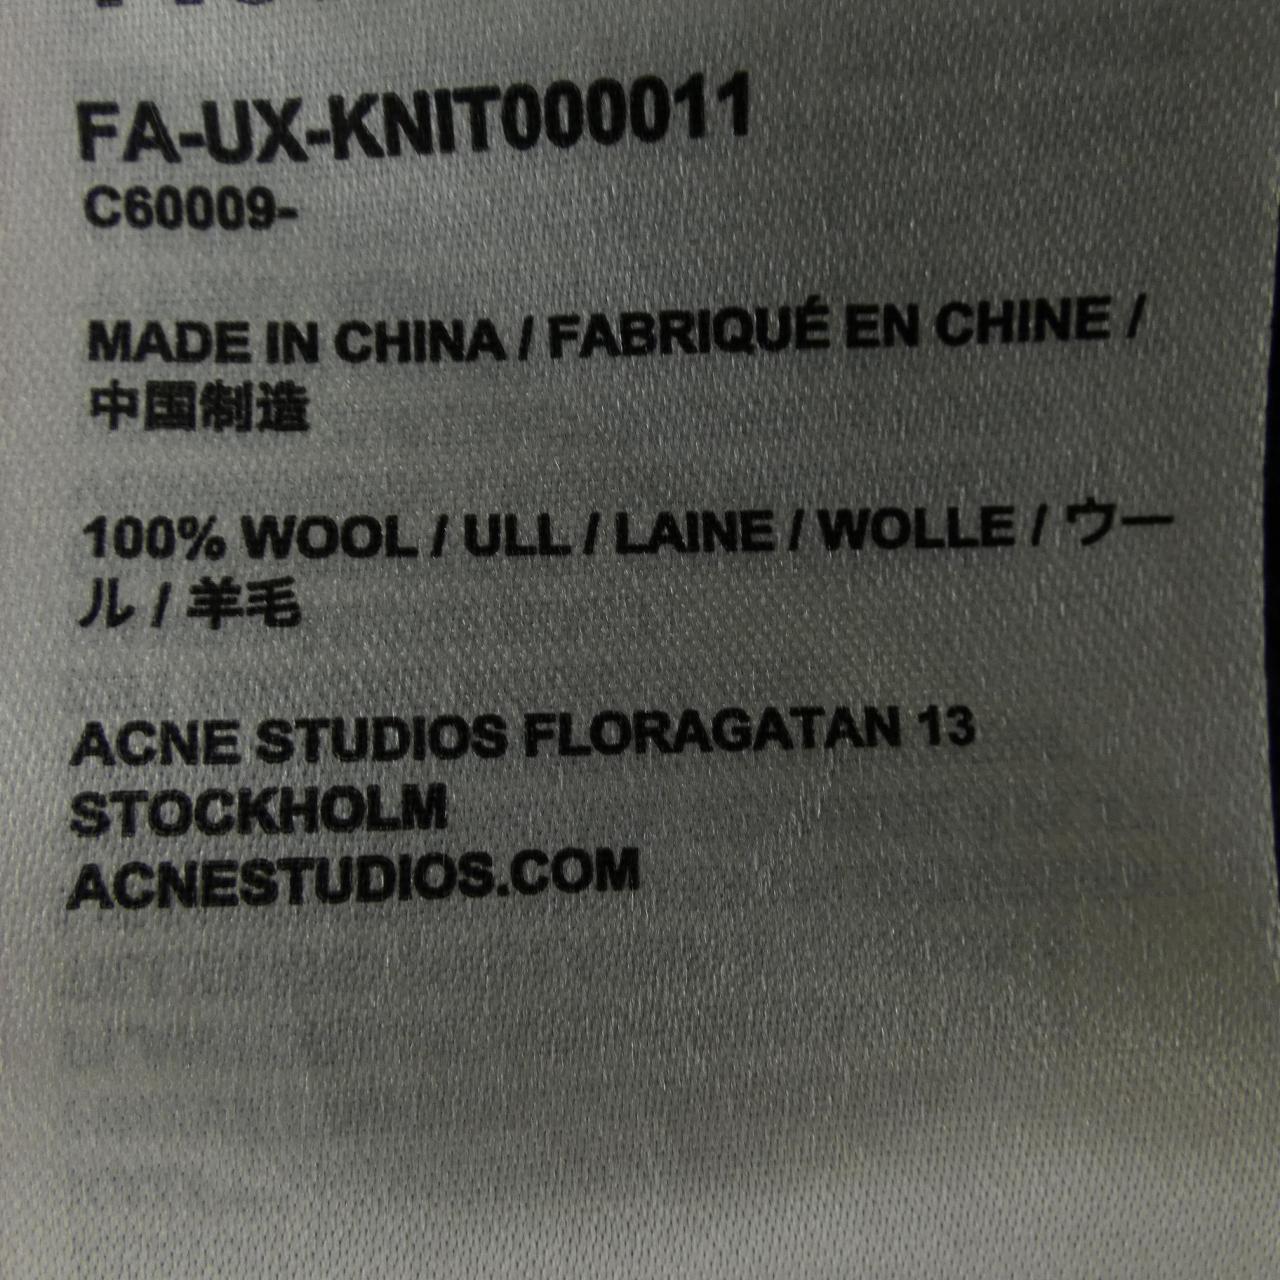 FA-UX-KNIT000011
C60009-
MADE IN CHINA / FABRIQUÉ EN CHINE /
中国制造
100% WOOL / ULL / LAINE / WOLLE / ウー
ル / 羊毛
ACNE STUDIOS FLORAGATAN 13
STOCKHOLM
ACNESTUDIOS.COM